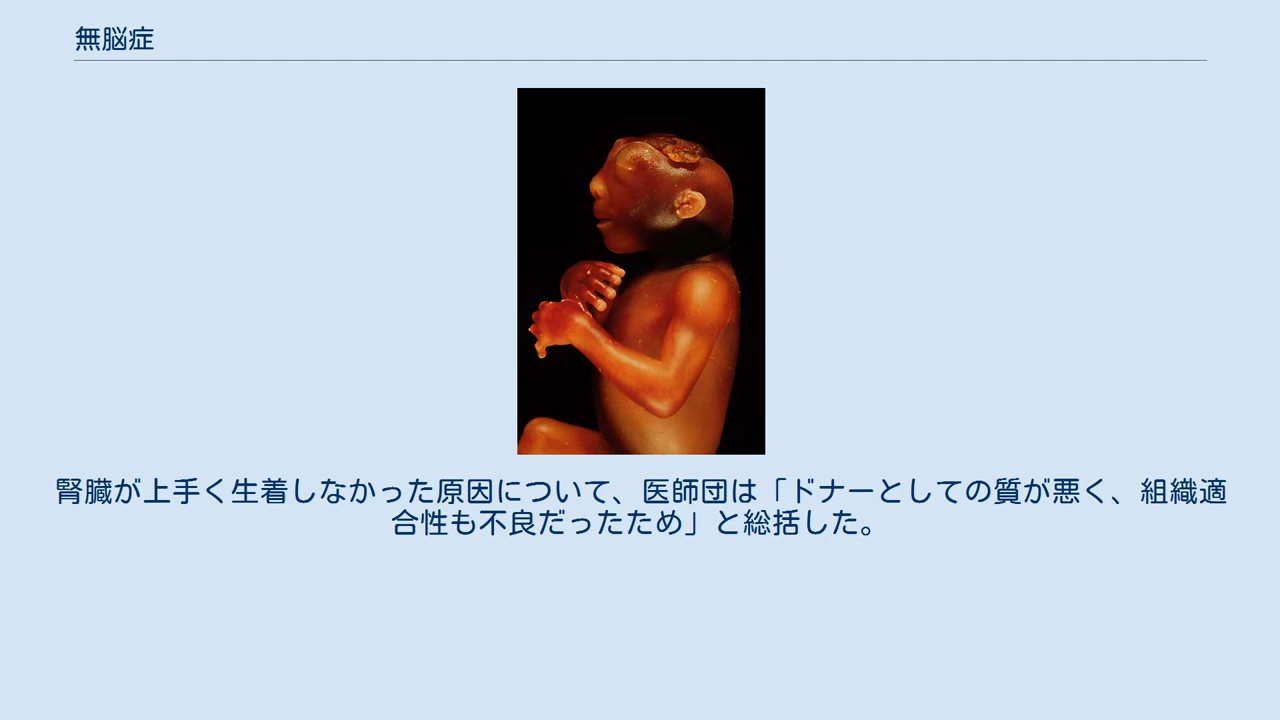 無脳症
腎臓が上手く生着しなかった原因について、医師団は「ドナーとしての質が悪く、組織適
合性も不良だったため」と総括した。